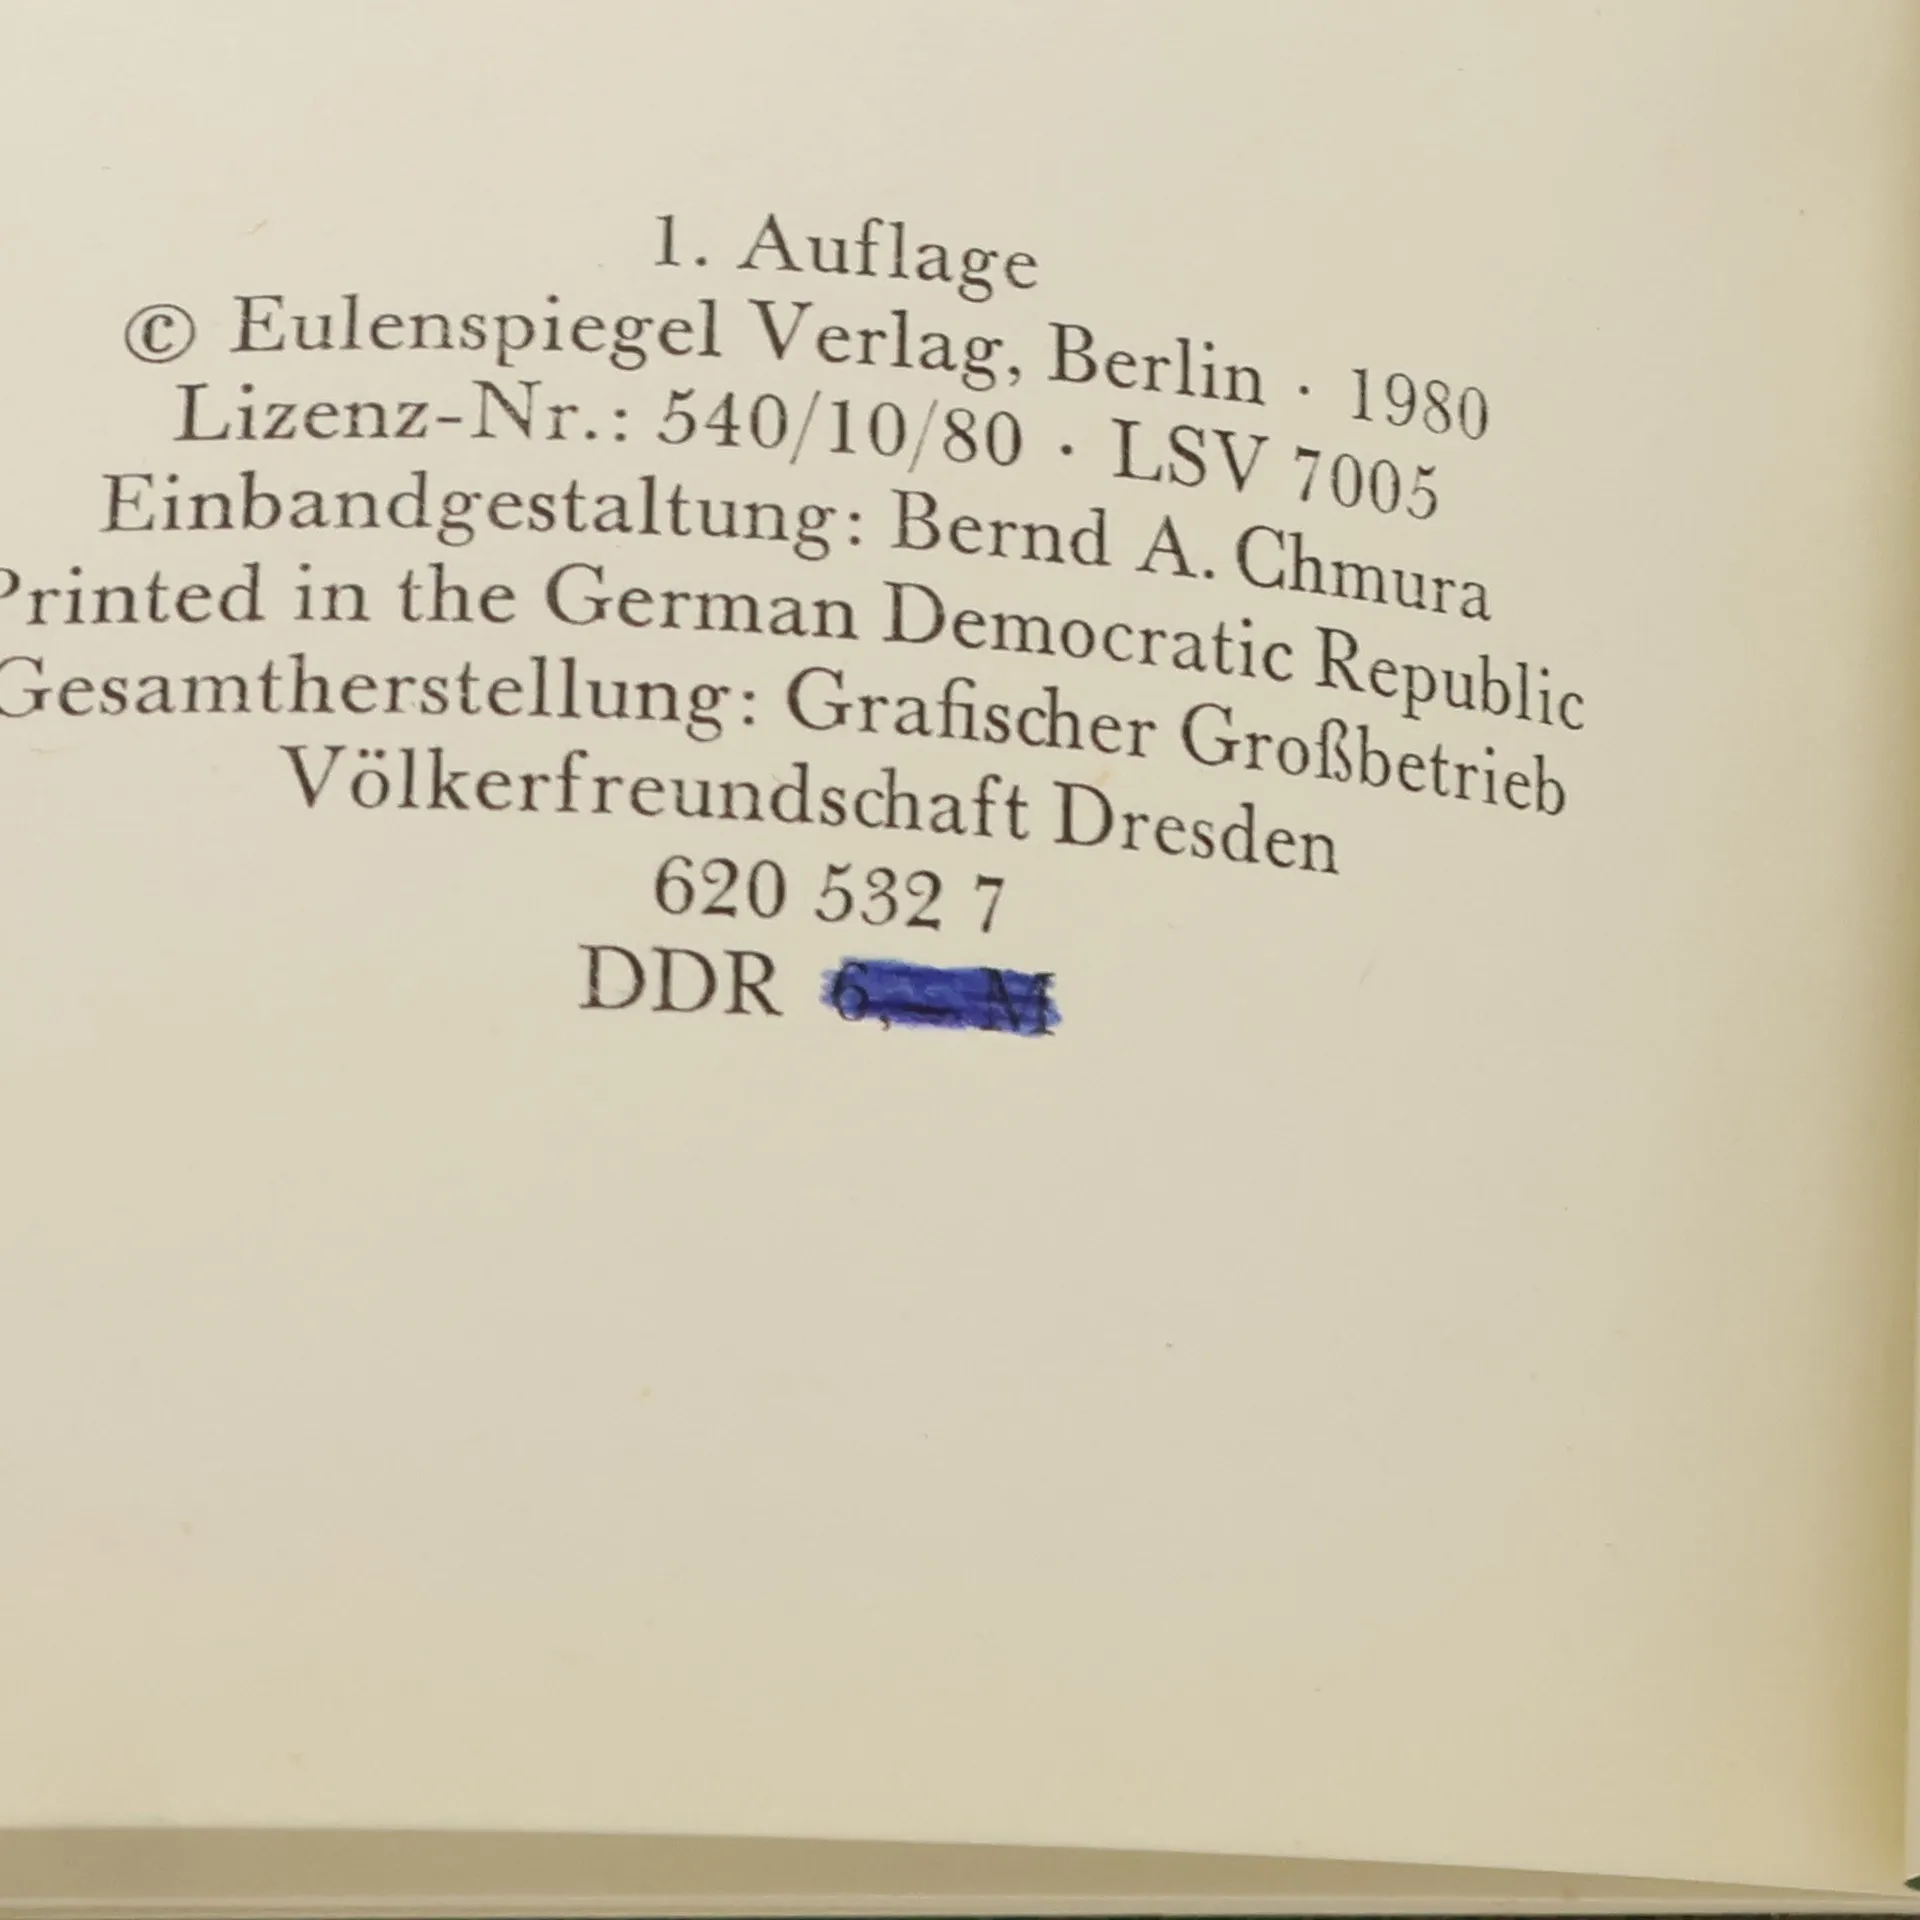 1. Auflage
© Eulenspiegel Verlag, Berlin · 1980
Lizenz-Nr.: 540/10/80 · LSV 7005
Einbandgestaltung: Bernd A. Chmura
Printed in the German Democratic Republic
Gesamtherstellung: Grafischer Großbetrieb
Völkerfreundschaft Dresden
620 532 7
DDR 6,– M